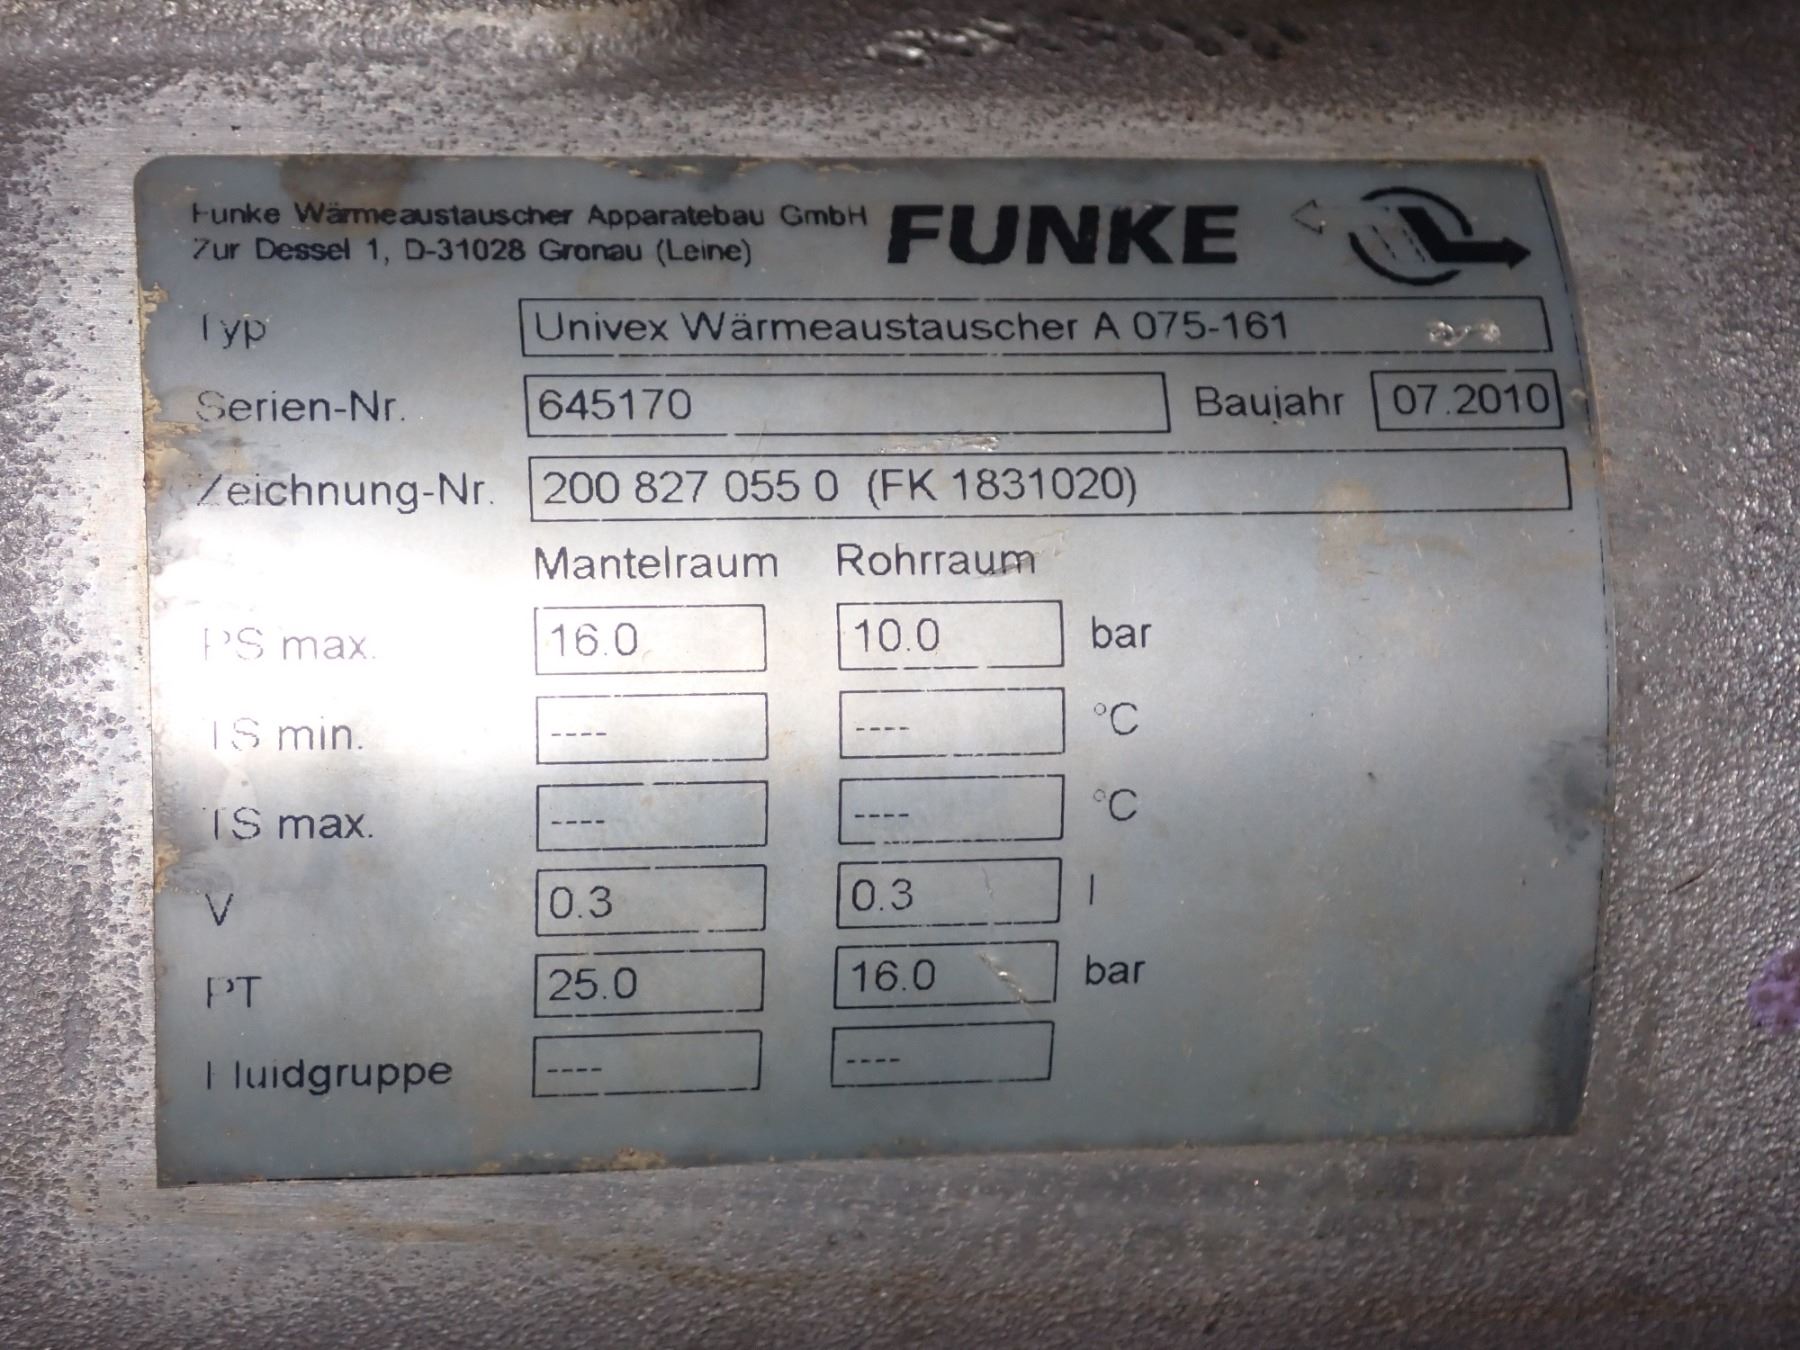 Funke Wärmeaustauscher Apparatebau GmbH FUNKE
Zur Dessel 1, D-31028 Gronau (Leine)
Typ Univex Wärmeaustauscher A 075-161
Serien-Nr. 645170 Baujahr 07.2010
Zeichnung-Nr. 200 827 055 0 (FK 1831020)
Mantelraum Rohrraum
PS max. 16.0 10.0 bar
TS min. ---- ---- °C
TS max. ---- ---- °C
V 0.3 0.3 l
PT 25.0 16.0 bar
Fluidgruppe ---- ----